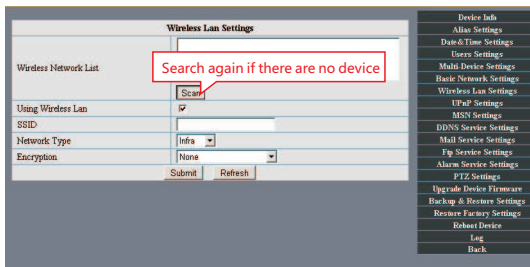 Wireless Lan Settings
Wireless Network List
Search again if there are no device
Scan
Using Wireless Lan
SSID
Network Type
Infra
Encryption
None
Submit
Refresh
Device Info
Alias Settings
Date&Time Settings
Users Settings
Multi-Device Settings
Basic Network Settings
Wireless Lan Settings
UPnP Settings
MSN Settings
DDNS Service Settings
Mail Service Settings
Ftp Service Settings
Alarm Service Settings
PTZ Settings
Upgrade Device Firmware
Backup & Restore Settings
Restore Factory Settings
Reboot Device
Log
Back